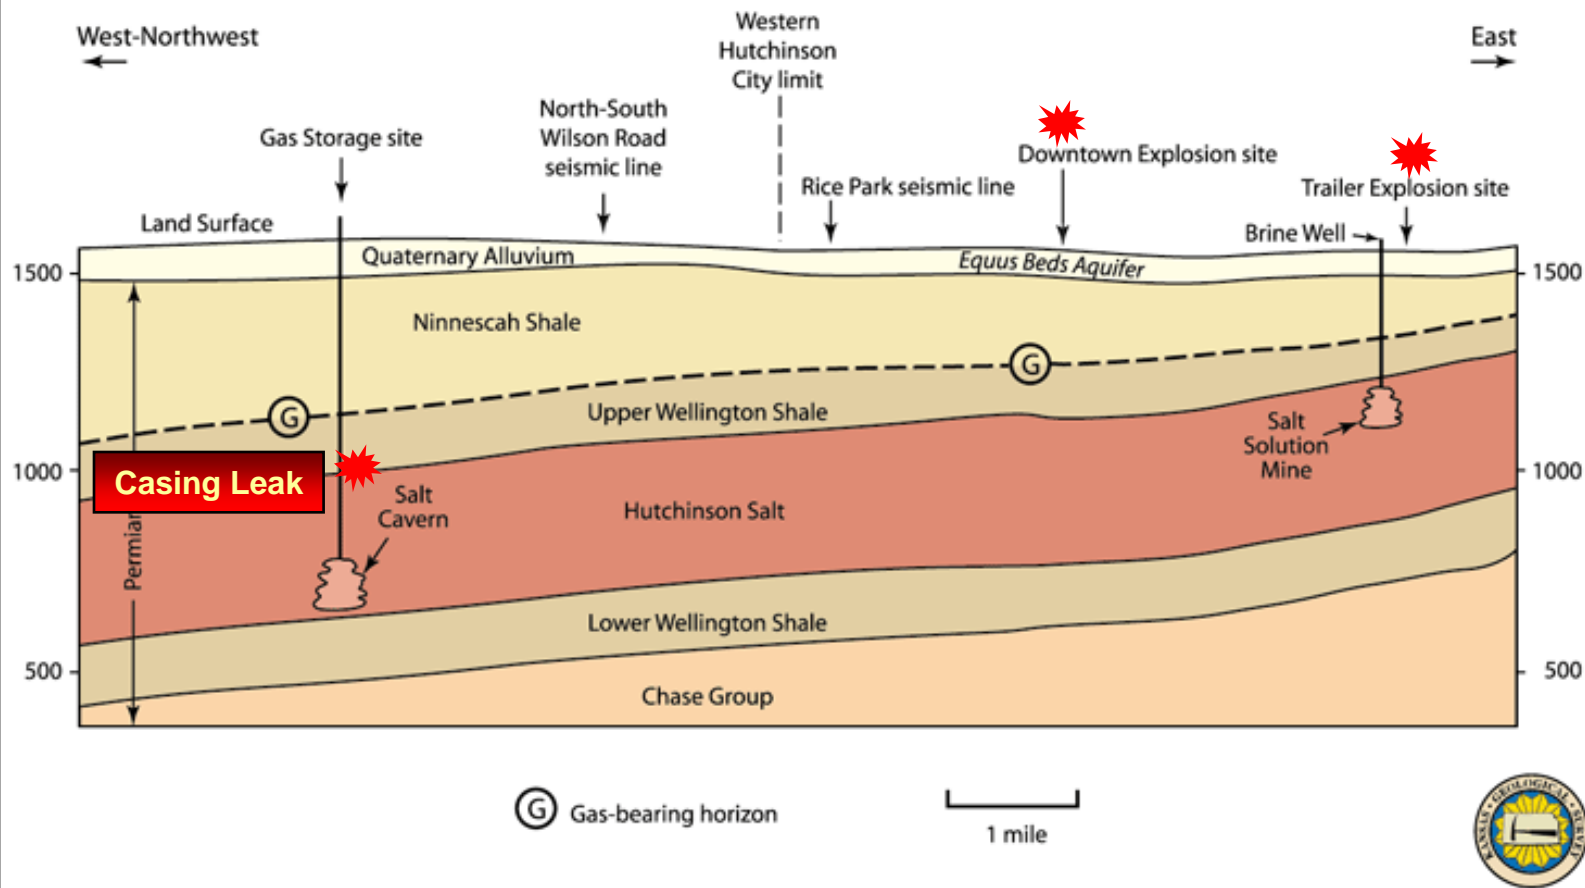 West-Northwest
Western
Hutchinson
City limit
East
North-South
Wilson Road
seismic line
Gas Storage site
Downtown Explosion site
Rice Park seismic line
Trailer Explosion site
Land Surface
Brine Well
Quaternary Alluvium
Equus Beds Aquifer
1500
1500
Ninnescah Shale
G
G
Upper Wellington Shale
Salt
Solution
Mine
1000
1000
Casing Leak
Salt
Cavern
Hutchinson Salt
Permian
Lower Wellington Shale
500
500
Chase Group
G Gas-bearing horizon
1 mile
KANSAS GEOLOGICAL SURVEY